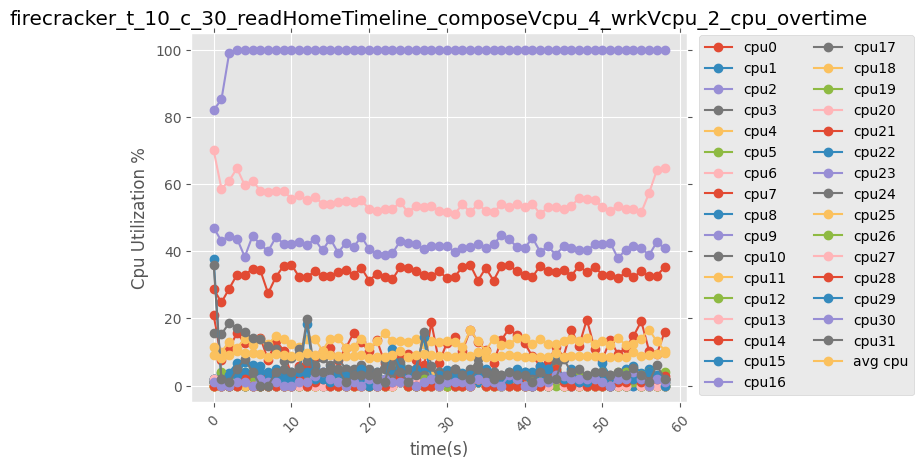 firecracker_t_10_c_30_readHomeTimeline_composeVcpu_4_wrkVcpu_2_cpu_overtime
Cpu Utilization %
100
80
60
40
20
0
0
10
20
30
40
50
60
time(s)
cpu0
cpu1
cpu2
cpu3
cpu4
cpu5
cpu6
cpu7
cpu8
cpu9
cpu10
cpu11
cpu12
cpu13
cpu14
cpu15
cpu16
cpu17
cpu18
cpu19
cpu20
cpu21
cpu22
cpu23
cpu24
cpu25
cpu26
cpu27
cpu28
cpu29
cpu30
cpu31
avg cpu